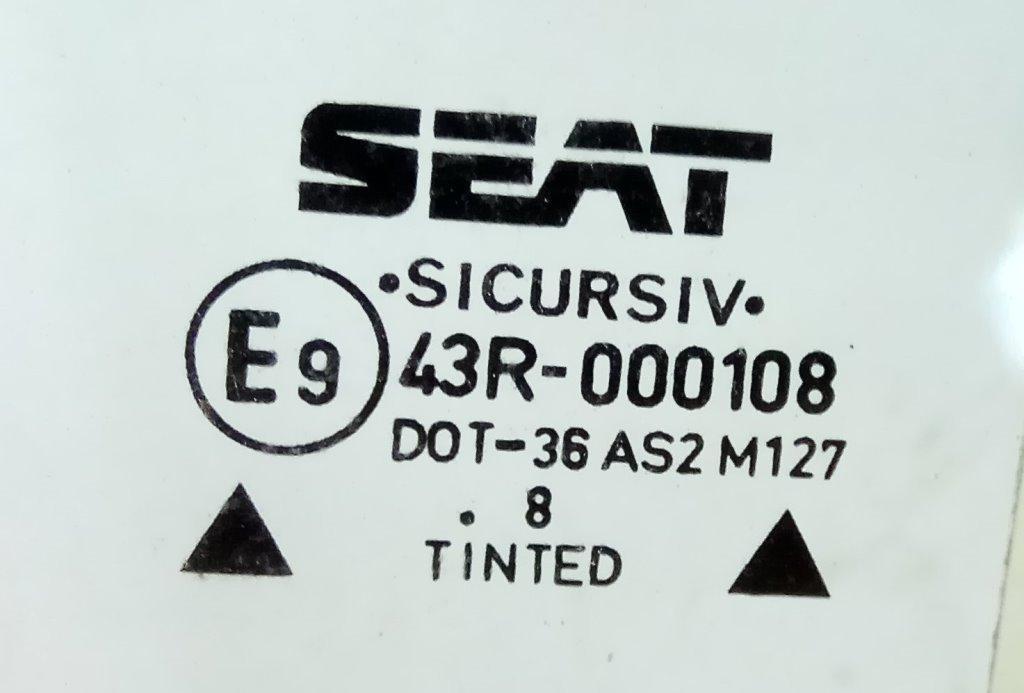 SEAT
•SICURSIV•
E9 43R-000108
DOT-36 AS2 M127
. 8
TINTED